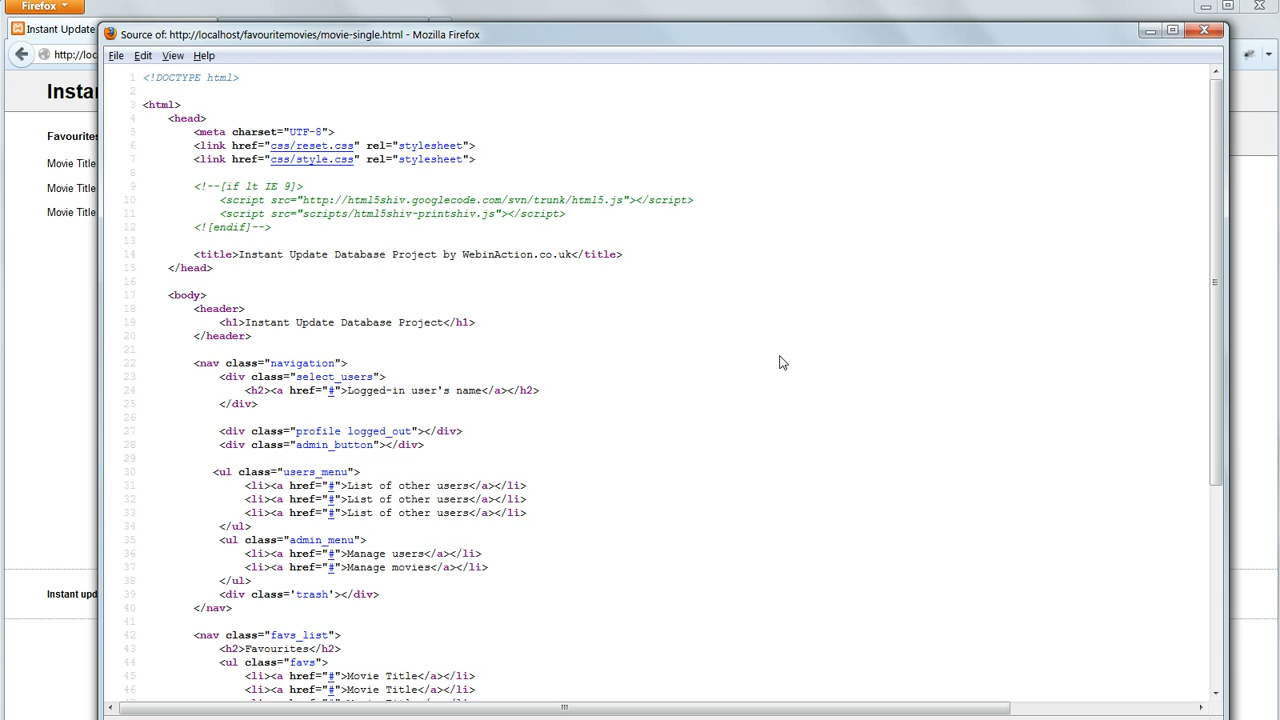 Firefox
Instant Update
Source of: http://localhost/favouritemovies/movie-single.html - Mozilla Firefox
http://loc
File Edit View Help
Insta
Favourites
Movie Title
Movie Title
Movie Title
Instant upd
1 <!DOCTYPE html>
2
3 <html>
4 <head>
5 <meta charset="UTF-8">
6 <link href="css/reset.css" rel="stylesheet">
7 <link href="css/style.css" rel="stylesheet">
8
9 <!--[if lt IE 9]>
10 <script src="http://html5shiv.googlecode.com/svn/trunk/html5.js"></script>
11 <script src="scripts/html5shiv-printshiv.js"></script>
12 <![endif]-->
13
14 <title>Instant Update Database Project by WebinAction.co.uk</title>
15 </head>
16
17 <body>
18 <header>
19 <h1>Instant Update Database Project</h1>
20 </header>
21
22 <nav class="navigation">
23 <div class="select_users">
24 <h2><a href="#">Logged-in user's name</a></h2>
25 </div>
26
27 <div class="profile logged_out"></div>
28 <div class="admin_button"></div>
29
30 <ul class="users_menu">
31 <li><a href="#">List of other users</a></li>
32 <li><a href="#">List of other users</a></li>
33 <li><a href="#">List of other users</a></li>
34 </ul>
35 <ul class="admin_menu">
36 <li><a href="#">Manage users</a></li>
37 <li><a href="#">Manage movies</a></li>
38 </ul>
39 <div class='trash'></div>
40 </nav>
41
42 <nav class="favs_list">
43 <h2>Favourites</h2>
44 <ul class="favs">
45 <li><a href="#">Movie Title</a></li>
46 <li><a href="#">Movie Title</a></li>